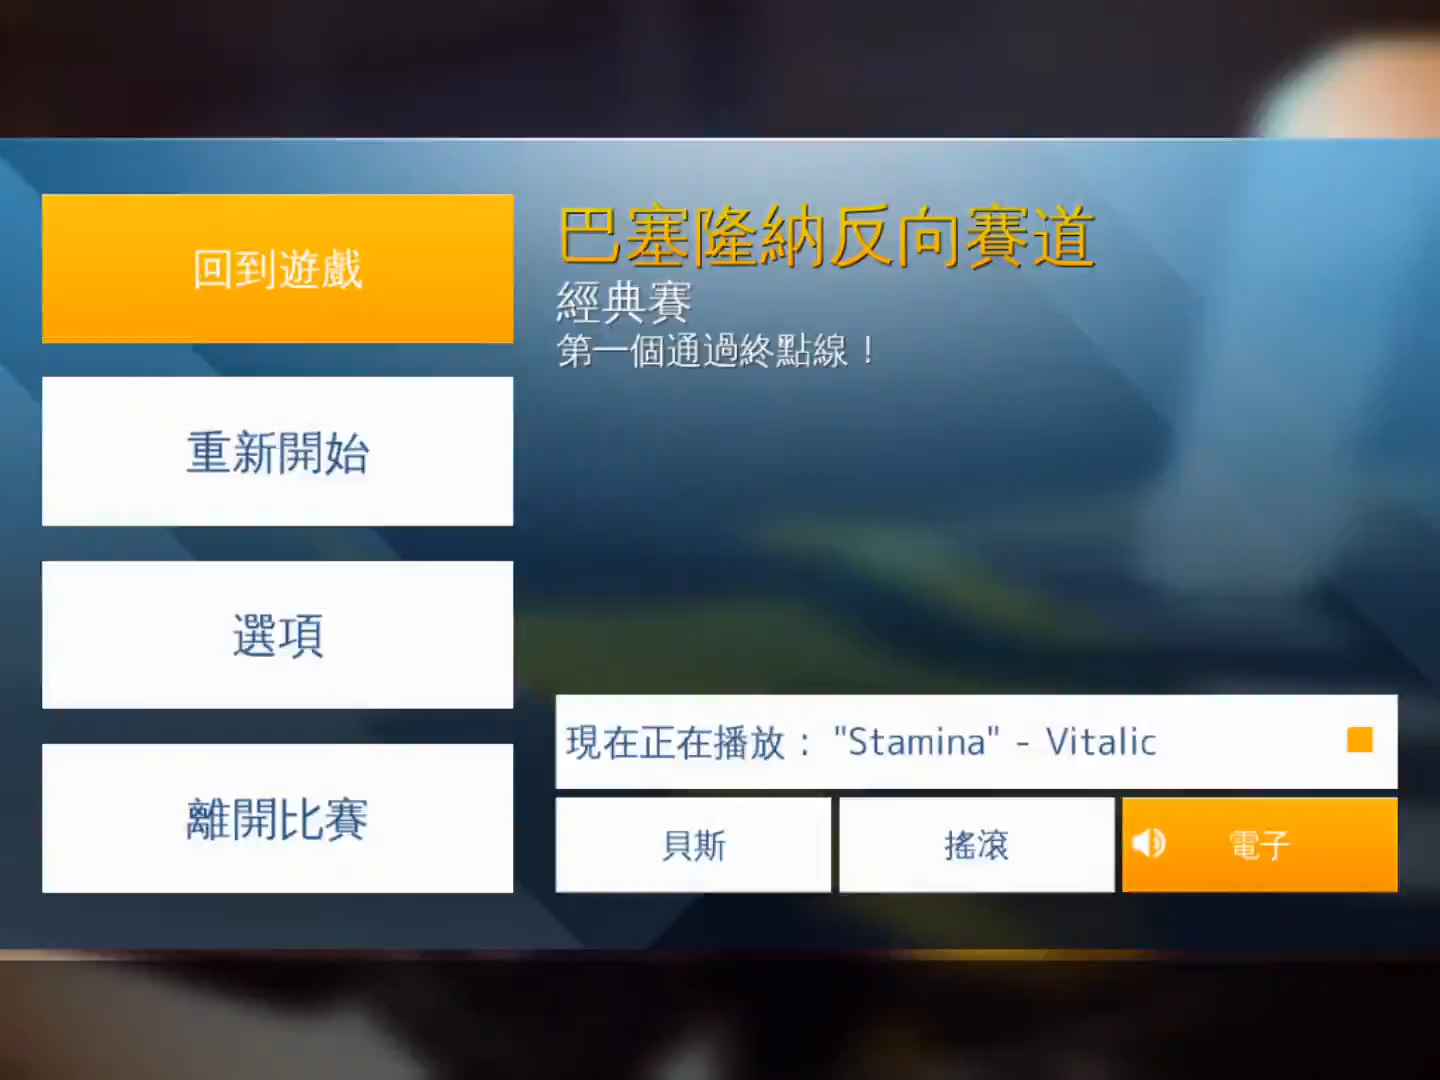 回到遊戲
重新開始
選項
離開比賽
巴塞隆納反向賽道
經典賽
第一個通過終點線！
現在正在播放： "Stamina" - Vitalic
貝斯
搖滾
電子